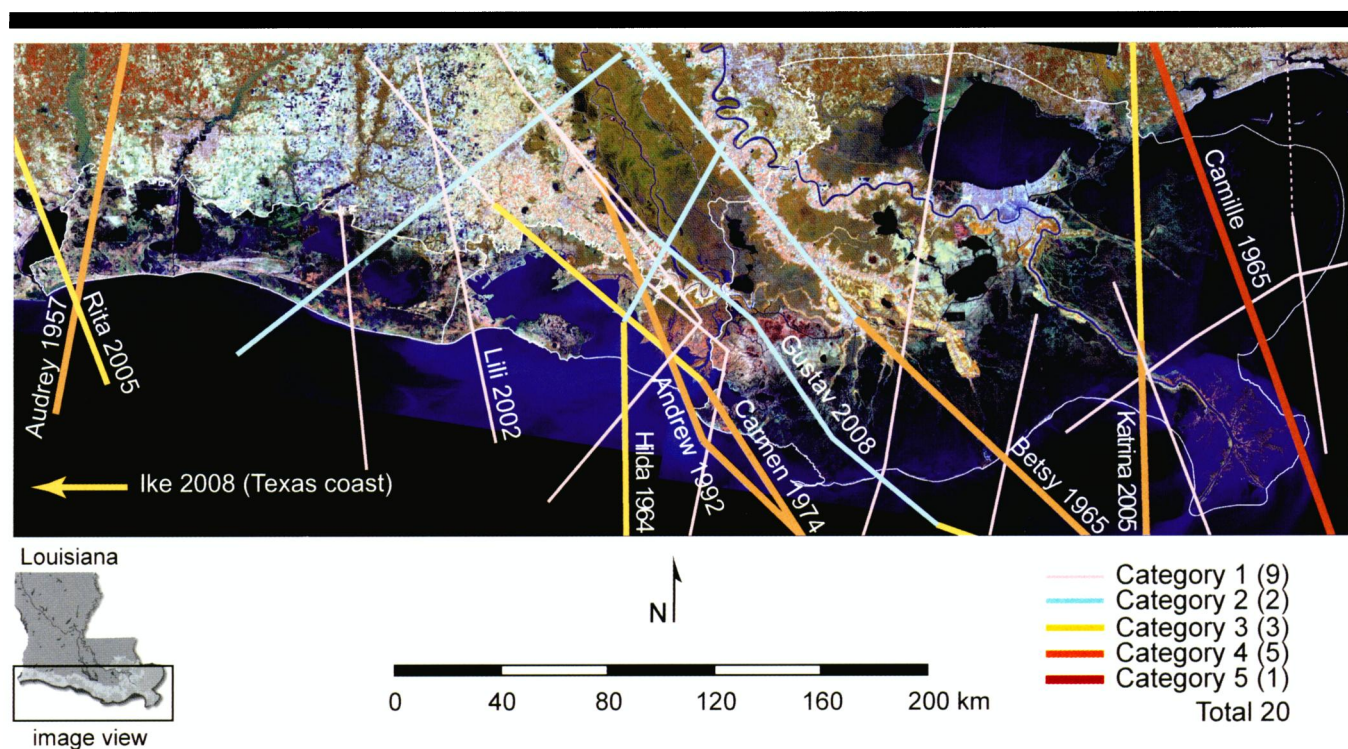 Audrey 1957
Rita 2005
Lili 2002
Hilda 1964
Andrew 1992
Carmen 1974
Gustav 2008
Betsy 1965
Katrina 2005
Camille 1965
Ike 2008 (Texas coast)
Louisiana
image view
N
0 40 80 120 160 200 km
Category 1 (9)
Category 2 (2)
Category 3 (3)
Category 4 (5)
Category 5 (1)
Total 20